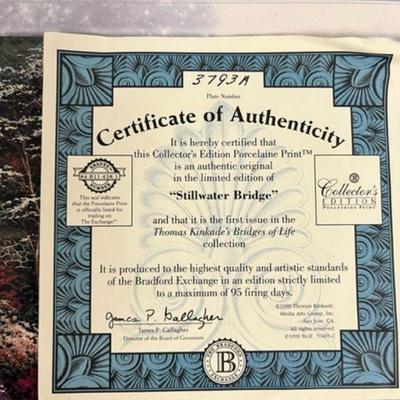 3793A
Plate Number
Certificate of Authenticity
It is hereby certified that
this Collector's Edition Porcelaine Print™
is an authentic original
in the limited edition of
"Stillwater Bridge"
and that it is the first issue in the
Thomas Kinkade's Bridges of Life
collection
BRADFORD
NUMBER
This seal indicates
that the Porcelaine Print
is officially listed for
trading on
The Exchange™.
Collector's
EDITION
Porcelaine Print™
It is produced to the highest quality and artistic standards
of the Bradford Exchange in an edition strictly limited
to a maximum of 95 firing days.
James P. Gallagher
James P. Gallagher
Director of the Board of Governors
THE BRADFORD
B
EXCHANGE
©1999 Thomas Kinkade,
Media Arts Group, Inc.
San Jose, CA
All rights reserved.
©1999 BGE